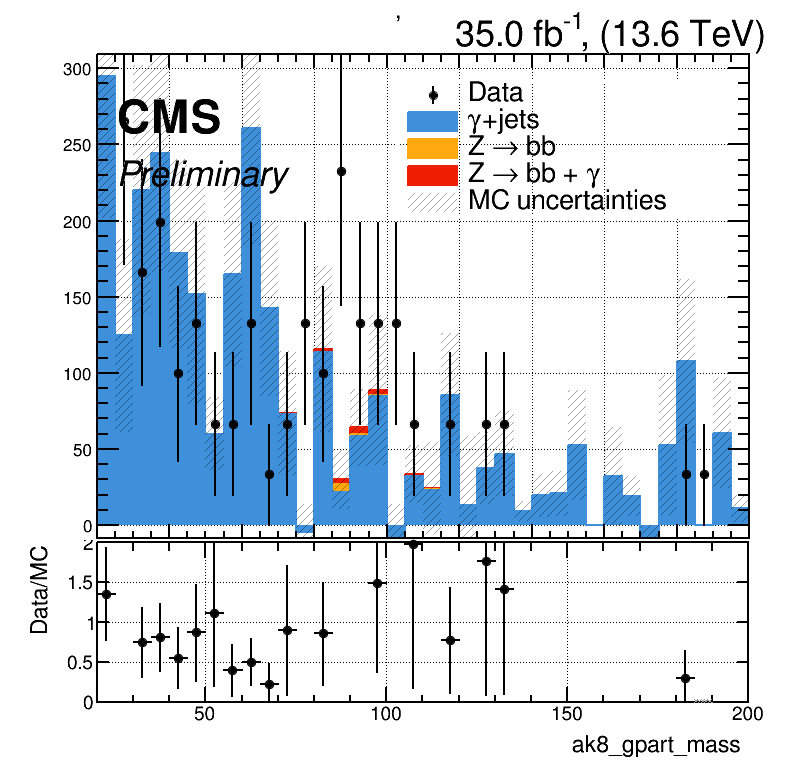 ,
35.0 fb⁻¹, (13.6 TeV)
CMS
Preliminary
Data
γ+jets
Z → bb
Z → bb + γ
MC uncertainties
300
250
200
150
100
50
0
Data/MC
2
1.5
1
0.5
0
50 100 150 200
ak8_gpart_mass